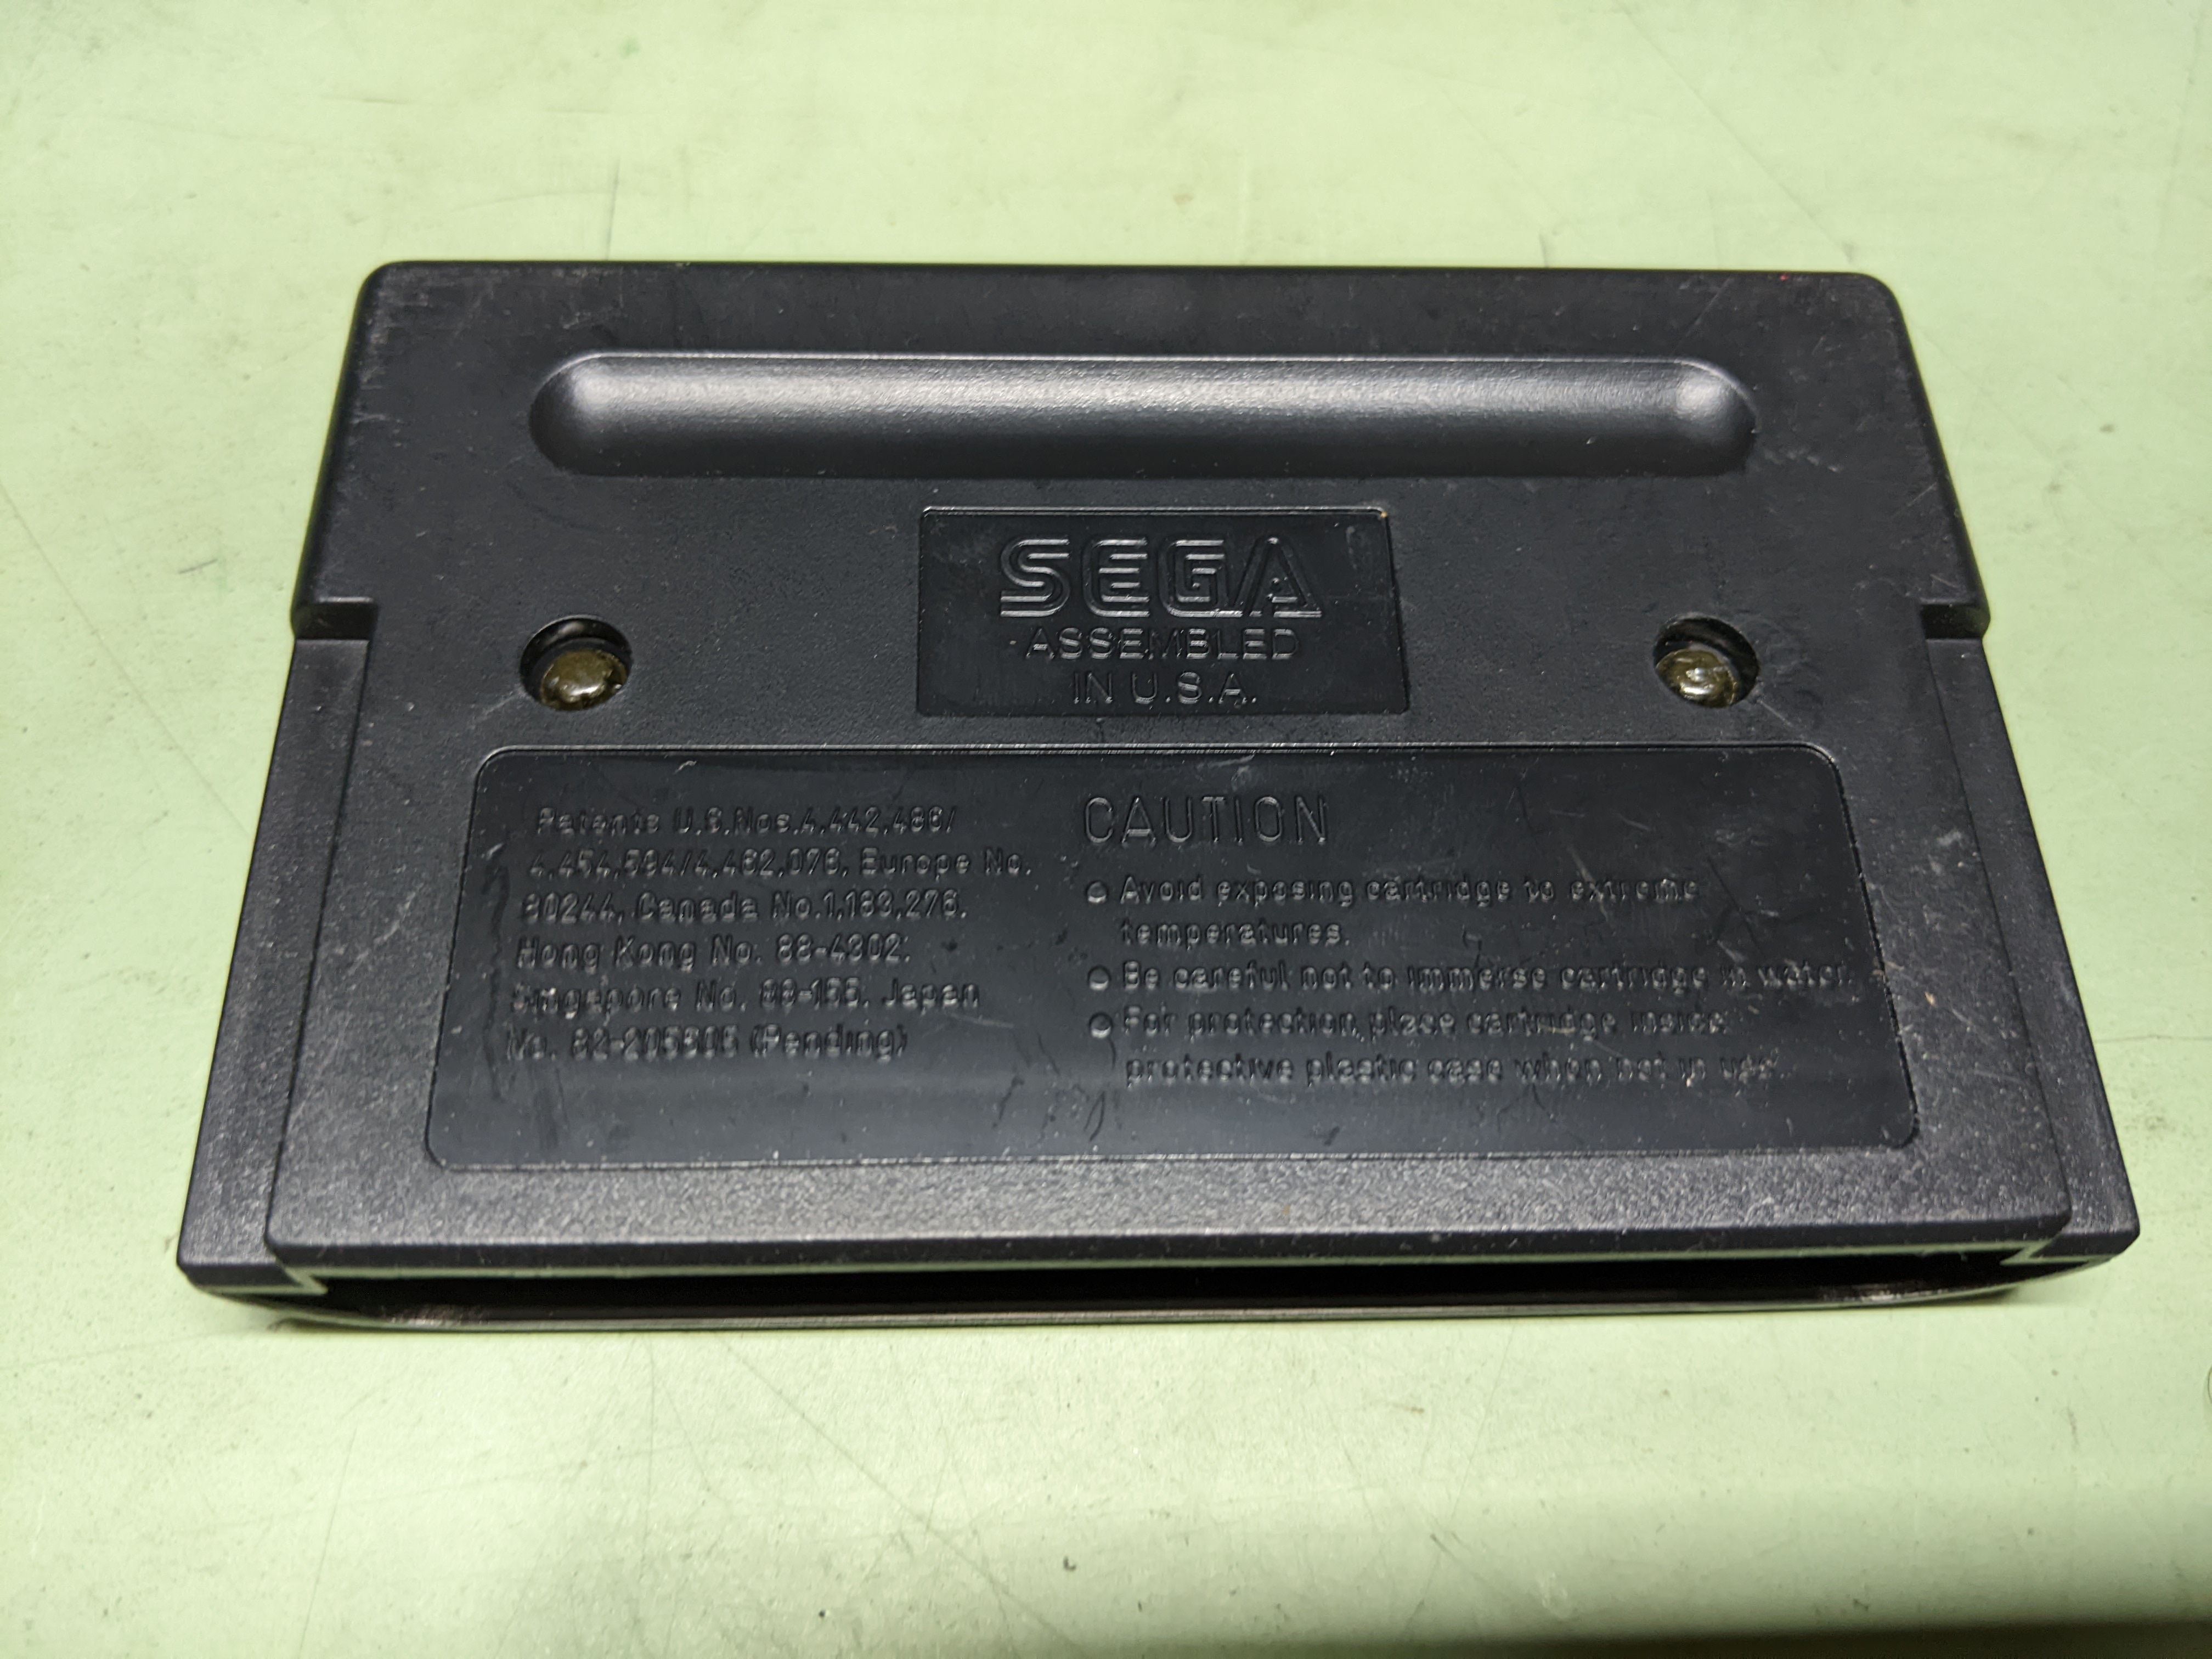 SEGA
ASSEMBLED
IN U.S.A.
Patents U.S.Nos.4,442,486/
4,454,594/4,462,076, Europe No.
80244, Canada No.1,183,276,
Hong Kong No. 88-4302,
Singapore No. 88-155, Japan
No. 82-205605 (Pending)
CAUTION
● Avoid exposing cartridge to extreme
temperatures.
● Be careful not to immerse cartridge in water.
● For protection, place cartridge inside
protective plastic case when not in use.